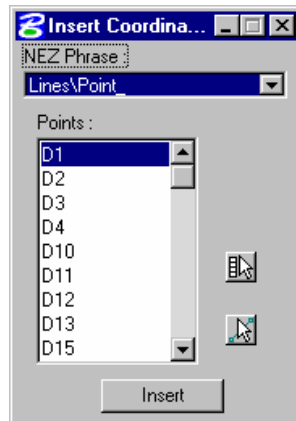 Insert Coordina...
NEZ Phrase :
Lines\Point_
Points :
D1
D2
D3
D4
D10
D11
D12
D13
D15
Insert